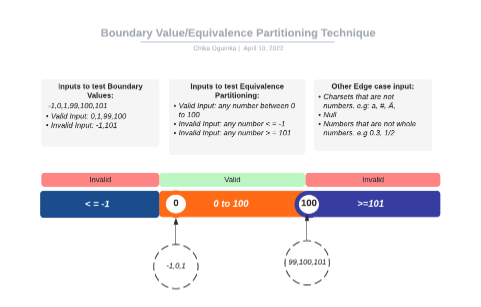 Boundary Value/Equivalence Partitioning Technique
Chika Ogumka | April 10, 2022
Inputs to test Boundary
Values:
-1,0,1,99,100,101
• Valid Input: 0,1,99,100
• Invalid Input: -1,101
Inputs to test Equivalence
Partitioning:
• Valid Input: any number between 0
to 100
• Invalid Input: any number < = -1
• Invalid Input: any number > = 101
Other Edge case input:
• Charsets that are not
numbers. e.g: a, #, Â,
• Null
• Numbers that are not whole
numbers. e.g 0.3, 1/2
Invalid
Valid
Invalid
< = -1
0
0 to 100
100
>=101
-1,0,1
99,100,101